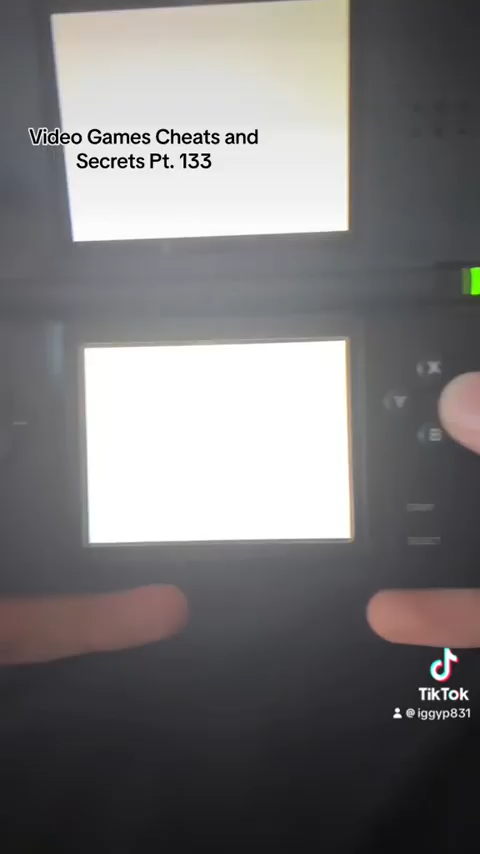 Video Games Cheats and
Secrets Pt. 133
X
Y
B
TikTok
@iggyp831